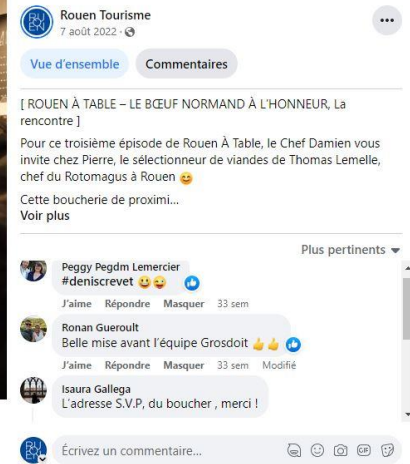 Rouen Tourisme
7 août 2022 ·
Vue d'ensemble
Commentaires
[ ROUEN À TABLE – LE BŒUF NORMAND À L'HONNEUR, La
rencontre ]
Pour ce troisième épisode de Rouen À Table, le Chef Damien vous
invite chez Pierre, le sélectionneur de viandes de Thomas Lemelle,
chef du Rotomagus à Rouen 😊
Cette boucherie de proximi...
Voir plus
Plus pertinents
Peggy Pegdm Lemercier
#deniscrevet 😃😜
J'aime Répondre Masquer 33 sem
Ronan Gueroult
Belle mise avant l'équipe Grosdoit 👍👍
J'aime Répondre Masquer 33 sem Modifié
Isaura Gallega
L'adresse S.V.P, du boucher , merci !
Écrivez un commentaire...
GIF